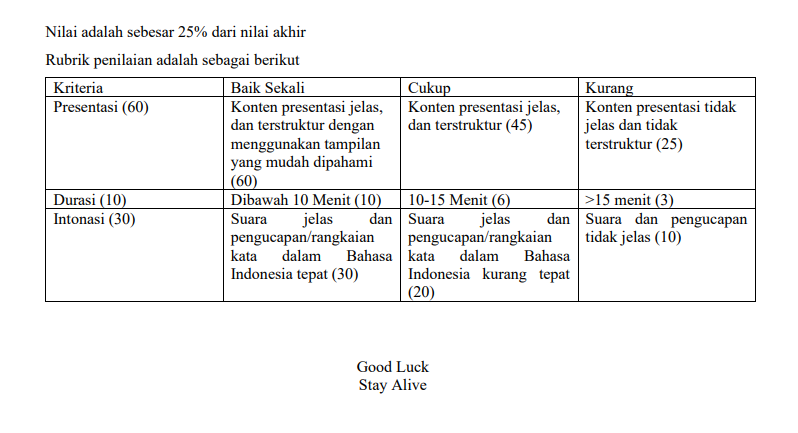 Nilai adalah sebesar 25% dari nilai akhir
Rubrik penilaian adalah sebagai berikut
Kriteria Baik Sekali Cukup Kurang
Presentasi (60)
Konten presentasi jelas,
dan terstruktur dengan
menggunakan tampilan
yang mudah dipahami
(60)
Konten presentasi jelas,
dan terstruktur (45)
Konten presentasi tidak
jelas dan tidak
terstruktur (25)
Durasi (10) Dibawah 10 Menit (10) 10-15 Menit (6) >15 menit (3)
Intonasi (30)
Suara jelas dan
pengucapan/rangkaian
kata dalam Bahasa
Indonesia tepat (30)
Suara jelas dan
pengucapan/rangkaian
kata dalam Bahasa
Indonesia kurang tepat
(20)
Suara dan pengucapan
tidak jelas (10)
Good Luck
Stay Alive